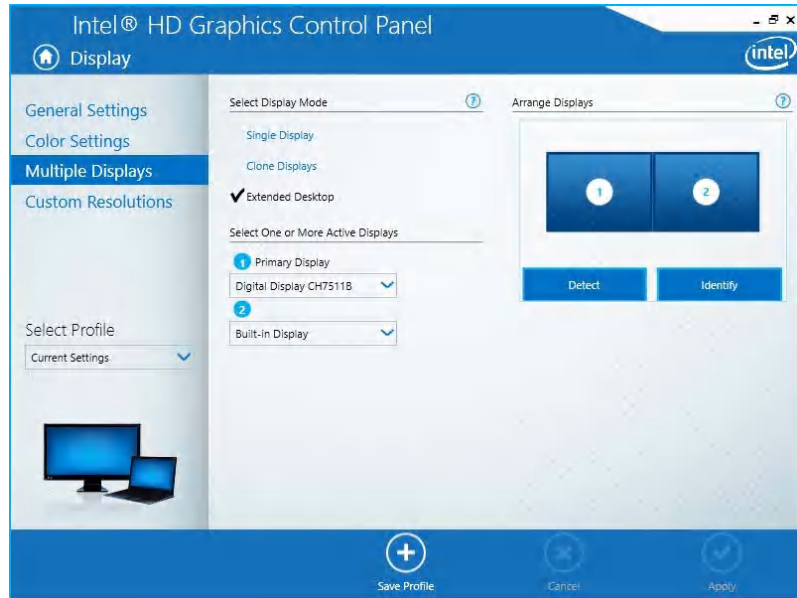 Intel® HD Graphics Control Panel
Display
intel
General Settings
Color Settings
Multiple Displays
Custom Resolutions
Select Profile
Current Settings
Select Display Mode
?
Single Display
Clone Displays
Extended Desktop
Select One or More Active Displays
1 Primary Display
Digital Display CH7511B
2
Built-in Display
Arrange Displays
?
1 2
Detect Identify
Save Profile Cancel Apply